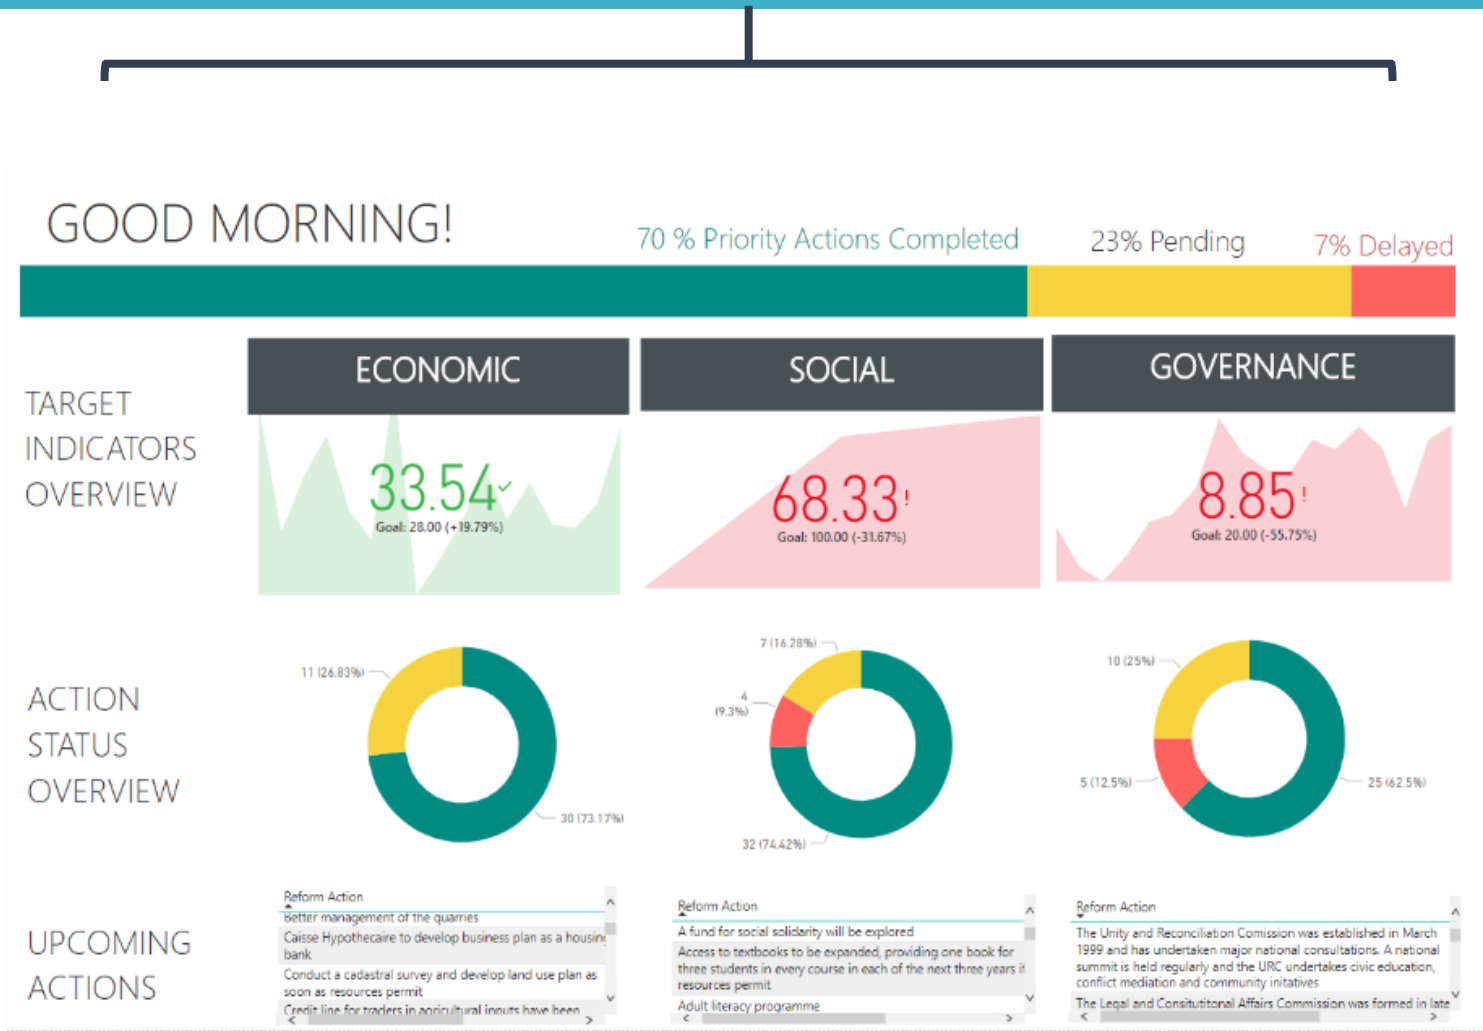 GOOD MORNING!
70 % Priority Actions Completed
23% Pending
7% Delayed
ECONOMIC
SOCIAL
GOVERNANCE
TARGET
INDICATORS
OVERVIEW
33.54
Goal: 28.00 (+19.79%)
68.33!
Goal: 100.00 (-31.67%)
8.85!
Goal: 20.00 (-55.75%)
ACTION
STATUS
OVERVIEW
11 (26.83%)
30 (73.17%)
7 (16.28%)
4
(9.3%)
32 (74.42%)
10 (25%)
5 (12.5%)
25 (62.5%)
UPCOMING
ACTIONS
Reform Action
Better management of the quarries
Caisse Hypothecaire to develop business plan as a housing
bank
Conduct a cadastral survey and develop land use plan as
soon as resources permit
Credit line for traders in agricultural inputs have been
Reform Action
A fund for social solidarity will be explored
Access to textbooks to be expanded, providing one book for
three students in every course in each of the next three years if
resources permit
Adult literacy programme
Reform Action
The Unity and Reconciliation Comission was established in March
1999 and has undertaken major national consultations. A national
summit is held regularly and the URC undertakes civic education,
conflict mediation and community initatives
The Legal and Consitutitonal Affairs Commission was formed in late